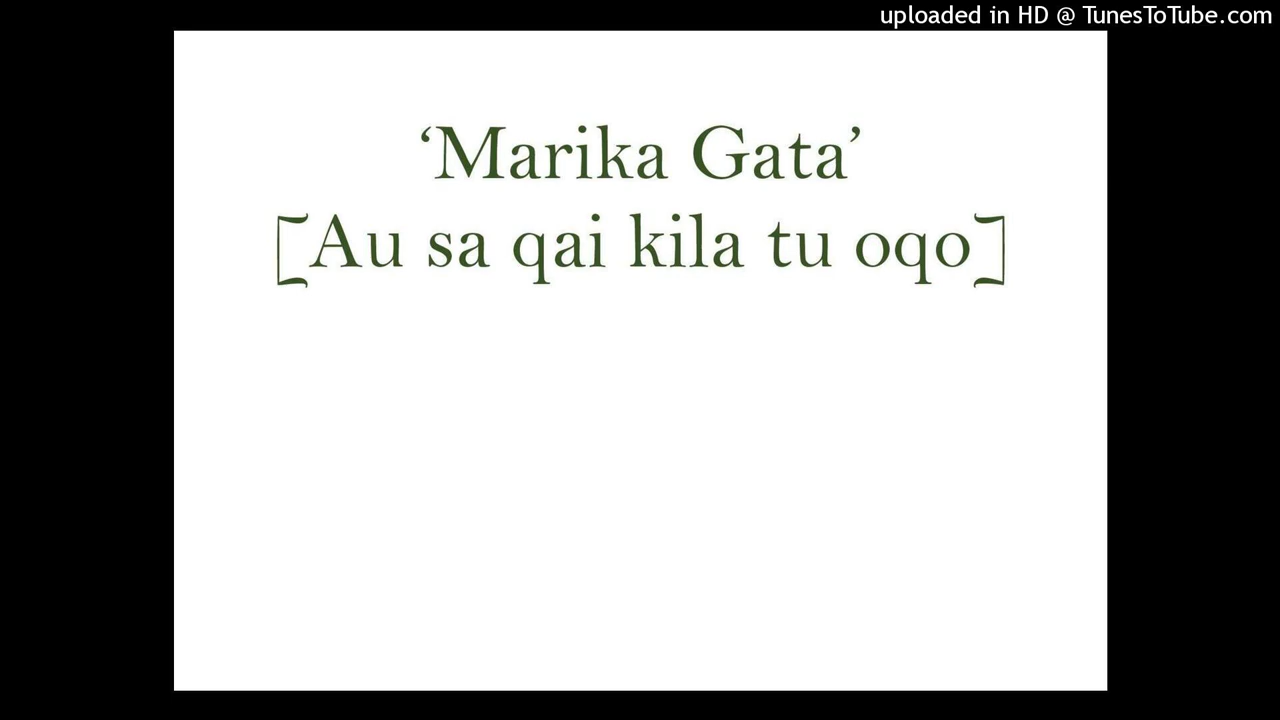 uploaded in HD @ TunesToTube.com
‘Marika Gata’
[Au sa qai kila tu oqo]